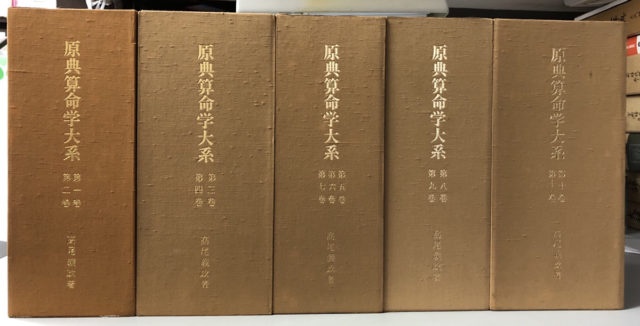 原典算命学大系
第一巻
第二巻
高尾義政著
原典算命学大系
第三巻
第四巻
高尾義政著
原典算命学大系
第五巻
第六巻
第七巻
高尾義政著
原典算命学大系
第八巻
第九巻
高尾義政著
原典算命学大系
第十巻
第十一巻
高尾義政著